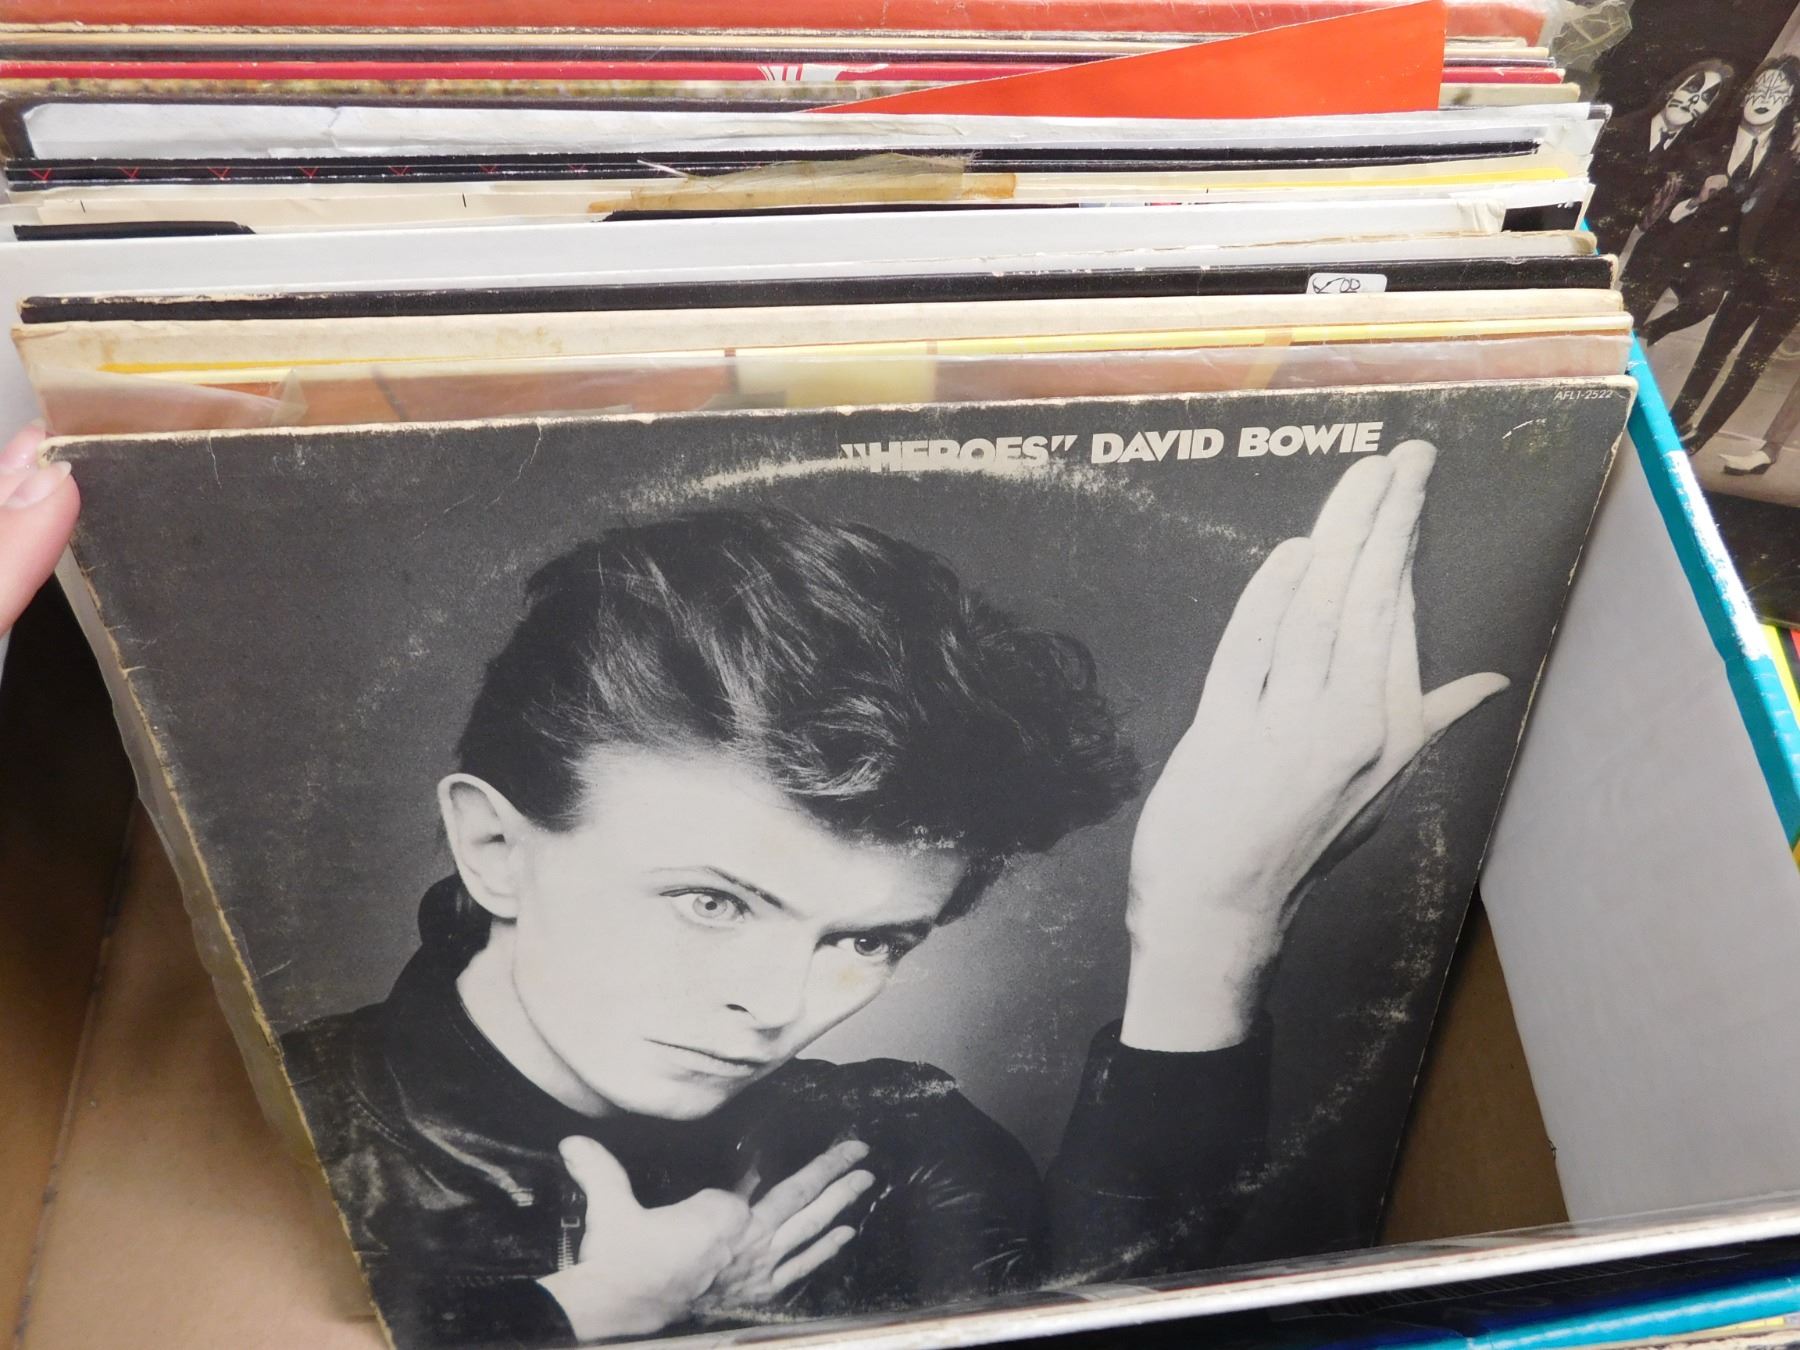 "HEROES" DAVID BOWIE
AFL1-2522